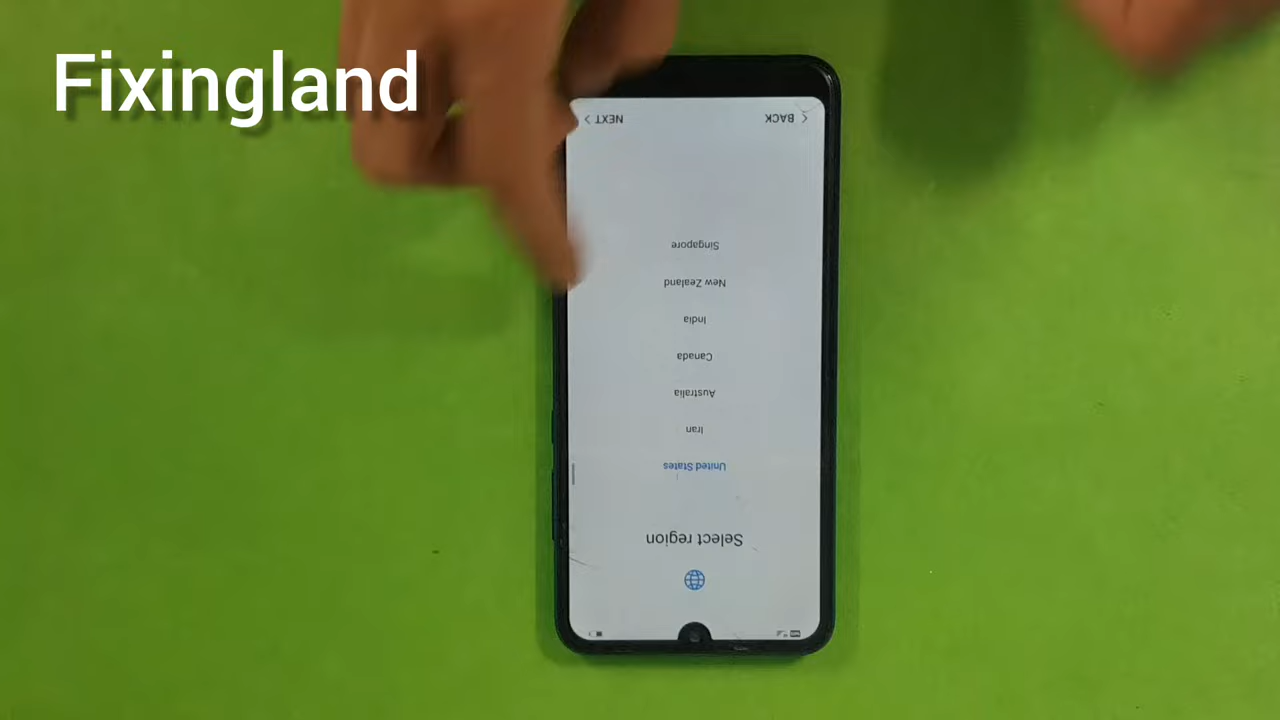 Fixingland
Select region
United States
Iran
Australia
Canada
India
New Zealand
Singapore
BACK
NEXT